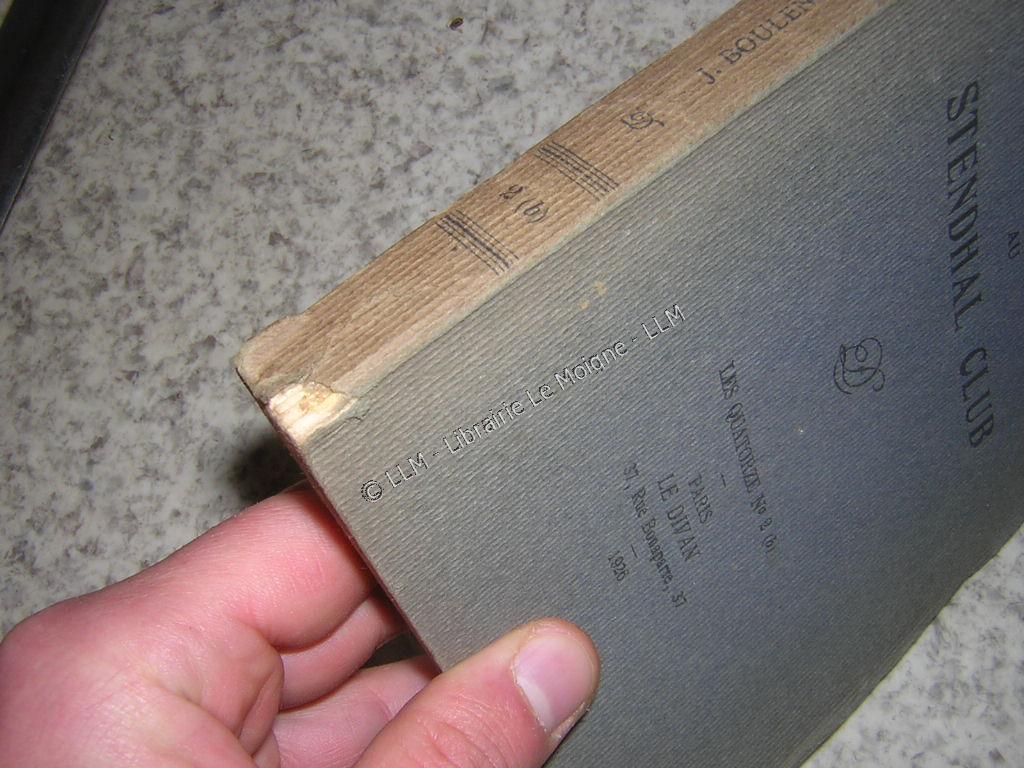 J. BOULEN
D
2 (b)
AU
STENDHAL CLUB
D
LES QUATORZE No 2 (b)
PARIS
LE DIVAN
37, Rue Bonaparte, 37
1926
© LLM - Librairie Le Moigne - LLM